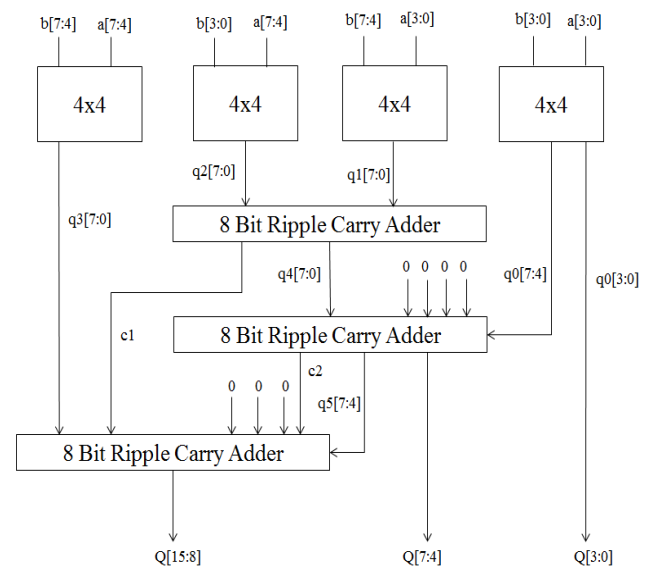 b[7:4] a[7:4] b[3:0] a[7:4] b[7:4] a[3:0] b[3:0] a[3:0]
4x4 4x4 4x4 4x4
q2[7:0] q1[7:0]
q3[7:0]
8 Bit Ripple Carry Adder
q4[7:0] 0 0 0 0 q0[7:4] q0[3:0]
c1
8 Bit Ripple Carry Adder
c2
0 0 0
q5[7:4]
8 Bit Ripple Carry Adder
Q[15:8] Q[7:4] Q[3:0]